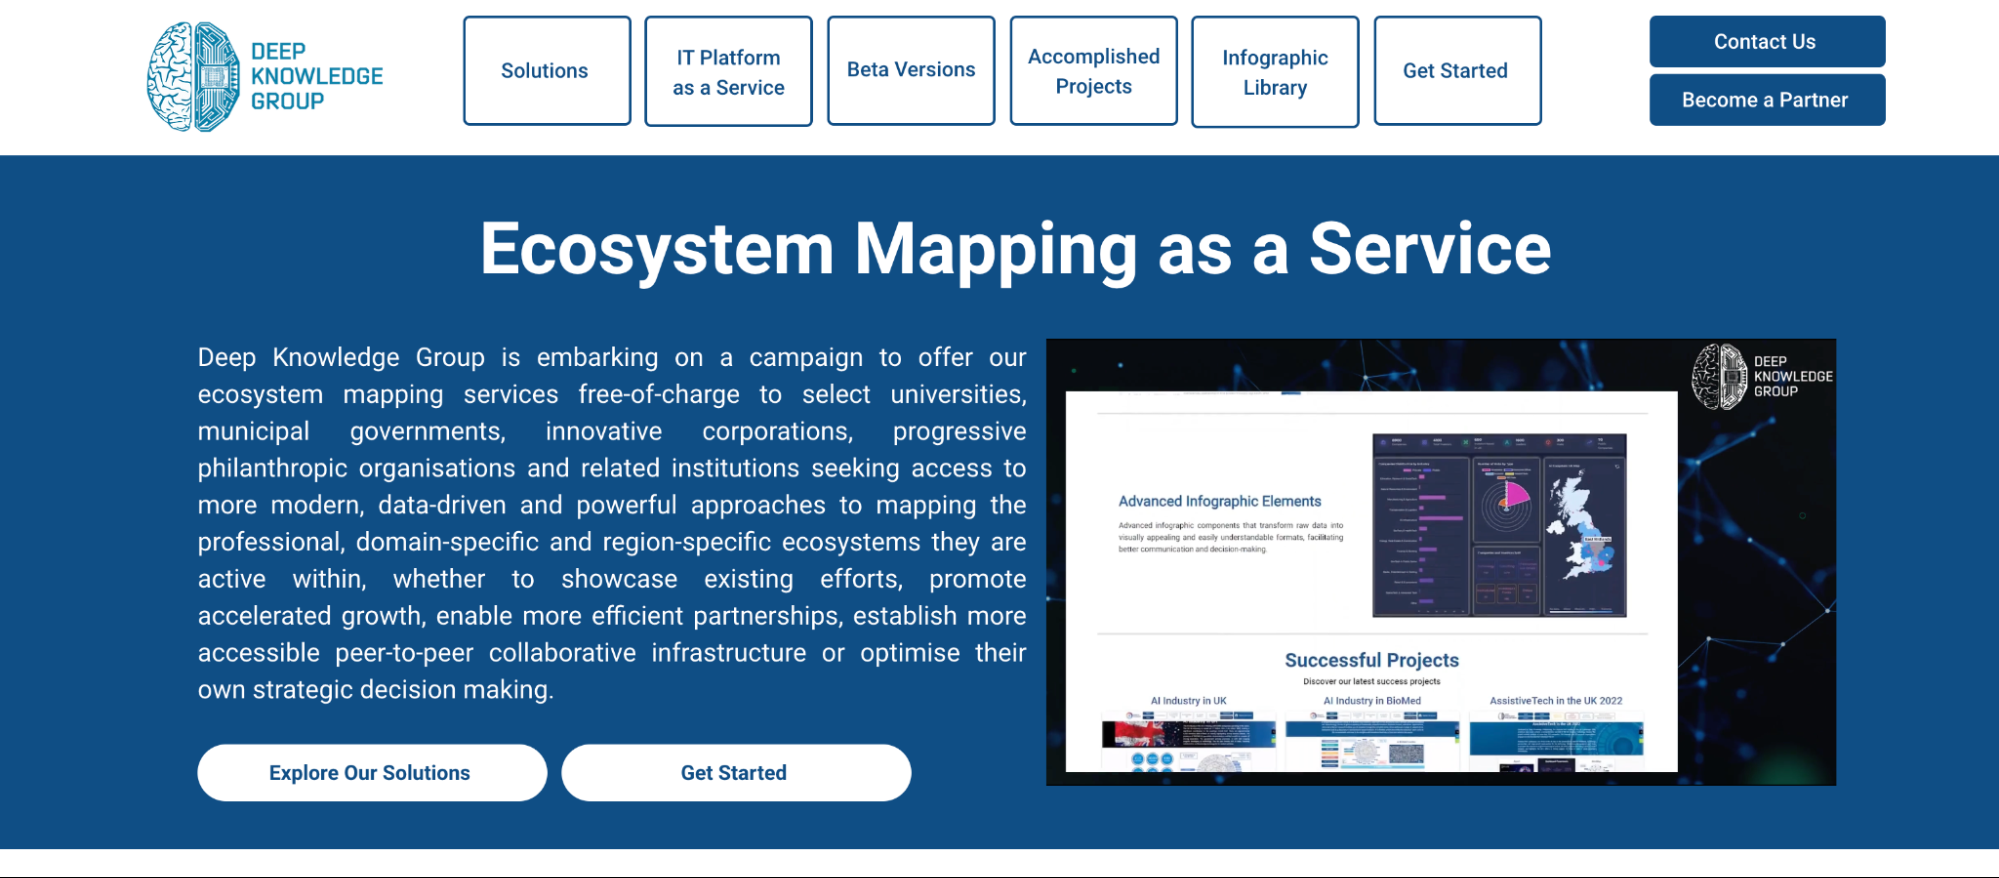 DEEP
KNOWLEDGE
GROUP
Solutions
IT Platform
as a Service
Beta Versions
Accomplished
Projects
Infographic
Library
Get Started
Contact Us
Become a Partner
Ecosystem Mapping as a Service
Deep Knowledge Group is embarking on a campaign to offer our
ecosystem mapping services free-of-charge to select universities,
municipal governments, innovative corporations, progressive
philanthropic organisations and related institutions seeking access to
more modern, data-driven and powerful approaches to mapping the
professional, domain-specific and region-specific ecosystems they are
active within, whether to showcase existing efforts, promote
accelerated growth, enable more efficient partnerships, establish more
accessible peer-to-peer collaborative infrastructure or optimise their
own strategic decision making.
Explore Our Solutions
Get Started
DEEP
KNOWLEDGE
GROUP
Advanced Infographic Elements
Advanced infographic components that transform raw data into
visually appealing and easily understandable formats, facilitating
better communication and decision-making.
Successful Projects
Discover our latest success projects
AI Industry in UK
AI Industry in BioMed
AssistiveTech in the UK 2022